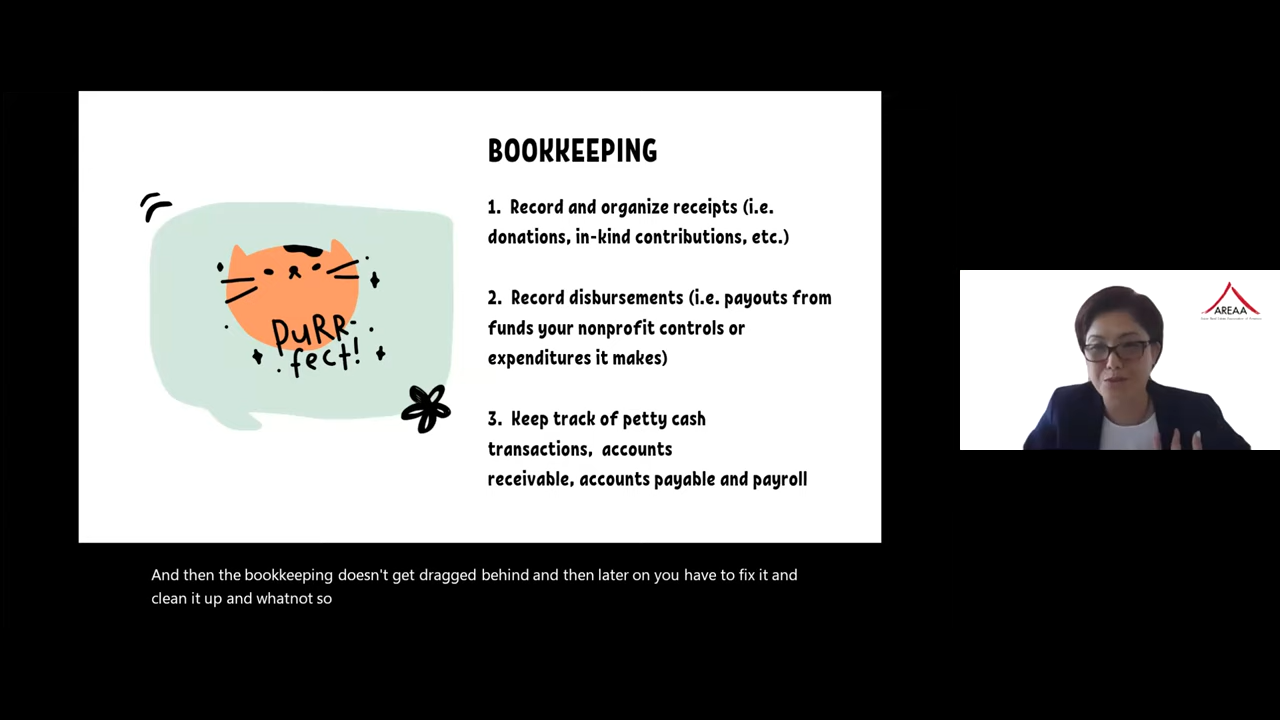 BOOKKEEPING
1. Record and organize receipts (i.e.
donations, in-kind contributions, etc.)
2. Record disbursements (i.e. payouts from
funds your nonprofit controls or
expenditures it makes)
3. Keep track of petty cash
transactions, accounts
receivable, accounts payable and payroll
PuRR-
fect!
AREAA
And then the bookkeeping doesn't get dragged behind and then later on you have to fix it and
clean it up and whatnot so